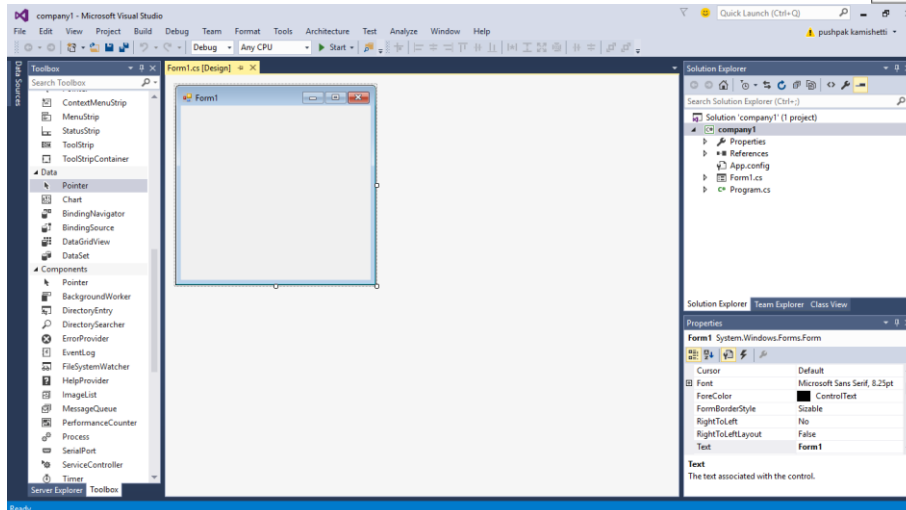 company1 - Microsoft Visual Studio
Quick Launch (Ctrl+Q)
File Edit View Project Build Debug Team Format Tools Architecture Test Analyze Window Help
pushpak kamishetti
Debug Any CPU Start
Data Sources
Toolbox
Search Toolbox
ContextMenuStrip
MenuStrip
StatusStrip
ToolStrip
ToolStripContainer
Data
Pointer
Chart
BindingNavigator
BindingSource
DataGridView
DataSet
Components
Pointer
BackgroundWorker
DirectoryEntry
DirectorySearcher
ErrorProvider
EventLog
FileSystemWatcher
HelpProvider
ImageList
MessageQueue
PerformanceCounter
Process
SerialPort
ServiceController
Timer
Server Explorer Toolbox
Form1.cs [Design]
Form1
Solution Explorer
Search Solution Explorer (Ctrl+;)
Solution 'company1' (1 project)
company1
Properties
References
App.config
Form1.cs
C# Program.cs
Solution Explorer Team Explorer Class View
Properties
Form1 System.Windows.Forms.Form
Cursor Default
Font Microsoft Sans Serif, 8.25pt
ForeColor ControlText
FormBorderStyle Sizable
RightToLeft No
RightToLeftLayout False
Text Form1
Text
The text associated with the control.
Ready